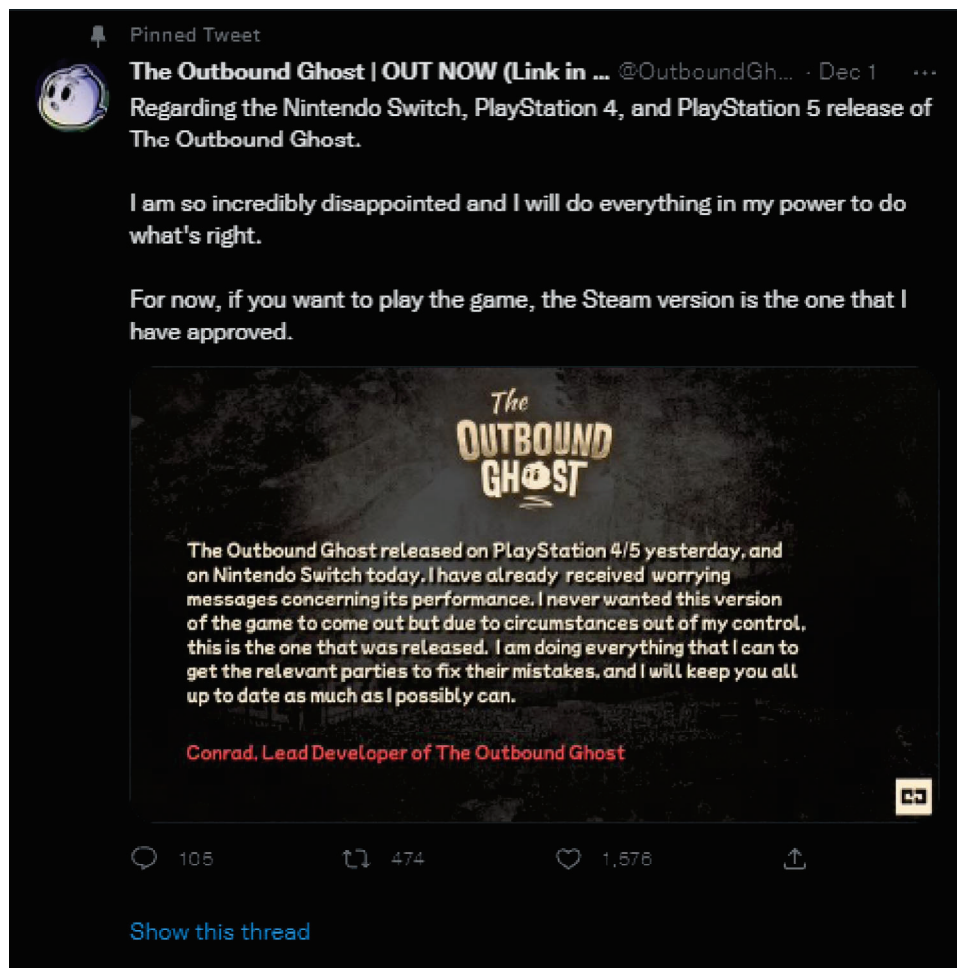 Pinned Tweet
The Outbound Ghost | OUT NOW (Link in ... @OutboundGh... · Dec 1 ...
Regarding the Nintendo Switch, PlayStation 4, and PlayStation 5 release of
The Outbound Ghost.
I am so incredibly disappointed and I will do everything in my power to do
what's right.
For now, if you want to play the game, the Steam version is the one that I
have approved.
The
OUTBOUND
GHOST
The Outbound Ghost released on PlayStation 4/5 yesterday, and
on Nintendo Switch today. I have already received worrying
messages concerning its performance. I never wanted this version
of the game to come out but due to circumstances out of my control,
this is the one that was released. I am doing everything that I can to
get the relevant parties to fix their mistakes, and I will keep you all
up to date as much as I possibly can.
Conrad, Lead Developer of The Outbound Ghost
105 474 1,576
Show this thread